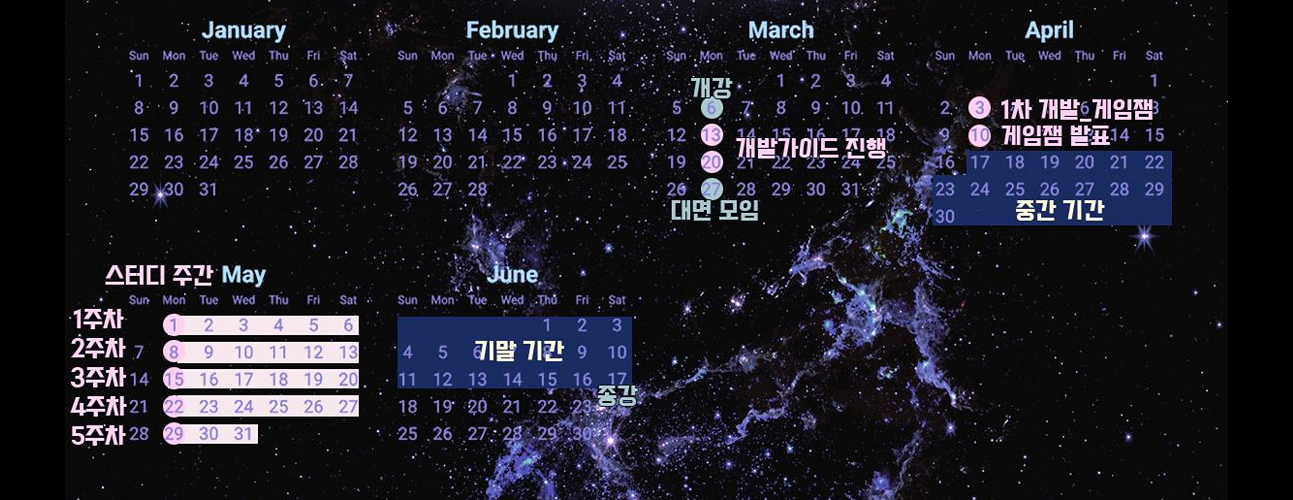 January February March April
Sun Mon Tue Wed Thu Fri Sat Sun Mon Tue Wed Thu Fri Sat Sun Mon Tue Wed Thu Fri Sat Sun Mon Tue Wed Thu Fri Sat
1 2 3 4 5 6 7 1 2 3 4 1 2 3 4 1
개강
8 9 10 11 12 13 14 5 6 7 8 9 10 11 5 6 7 8 9 10 11 2 3 1차 개발_게임잼
15 16 17 18 19 20 21 12 13 14 15 16 17 18 12 13 14 15 16 17 18 9 10 게임잼 발표 14 15
개발가이드 진행
22 23 24 25 26 27 28 19 20 21 22 23 24 25 19 20 21 22 23 24 25 16 17 18 19 20 21 22
29 30 31 26 27 28 26 27 28 29 30 31 23 24 25 26 27 28 29
대면 모임 30 중간 기간
스터디 주간 May June
Sun Mon Tue Wed Thu Fri Sat Sun Mon Tue Wed Thu Fri Sat
1주차 1 2 3 4 5 6 1 2 3
2주차 7 8 9 10 11 12 13 4 5 6 기말 기간 9 10
3주차 14 15 16 17 18 19 20 11 12 13 14 15 16 17
종강
4주차 21 22 23 24 25 26 27 18 19 20 21 22 23
5주차 28 29 30 31 25 26 27 28 29 30